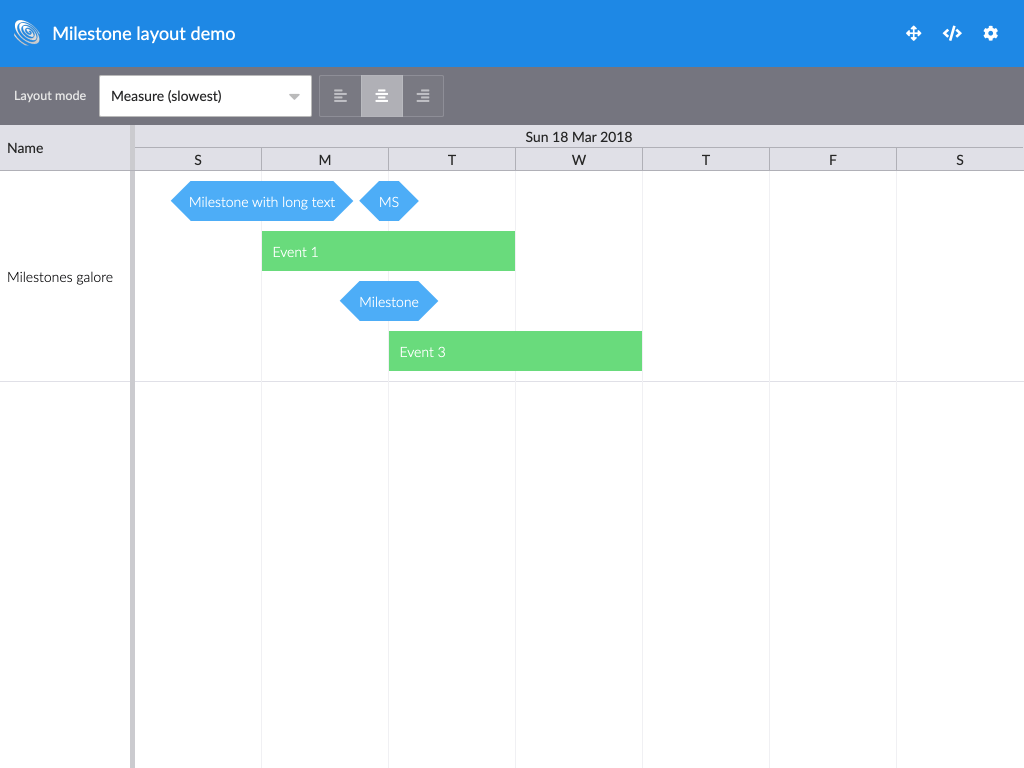 Milestone layout demo
Layout mode
Measure (slowest)
Name
Sun 18 Mar 2018
S M T W T F S
Milestone with long text
MS
Event 1
Milestones galore
Milestone
Event 3